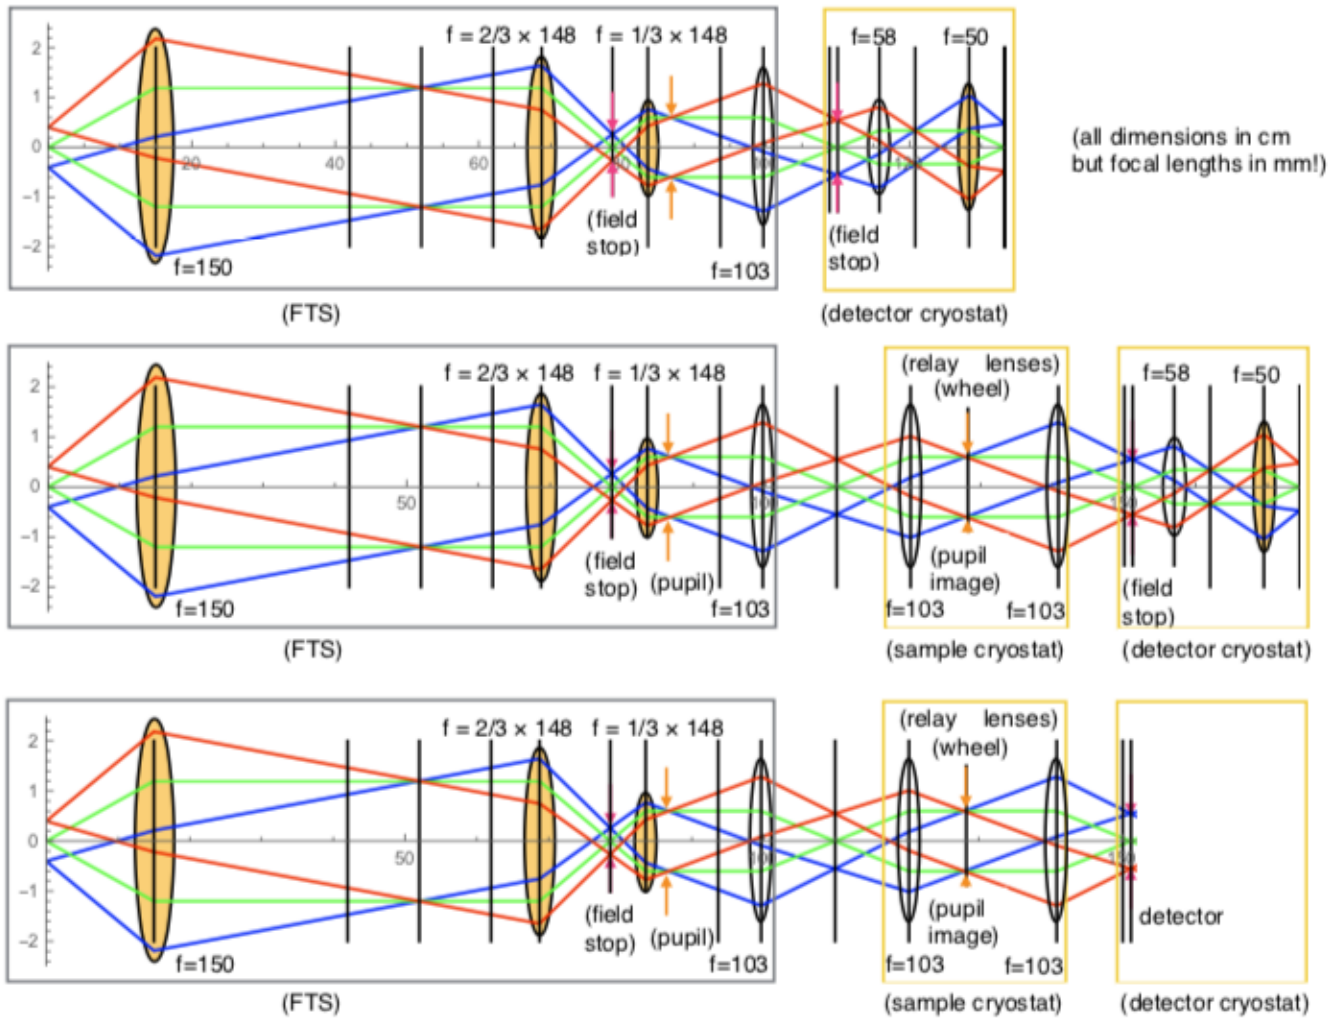 f = 2/3 × 148 f = 1/3 × 148 f=58 f=50
2
1
0
−1
−2
20 40 60
(all dimensions in cm
but focal lengths in mm!)
(field
stop)
(field
stop)
f=150 f=103
(FTS) (detector cryostat)
(relay lenses)
(wheel)
f = 2/3 × 148 f = 1/3 × 148 f=58 f=50
2
1
0
−1
−2
50 100 150
(field
stop) (pupil)
(pupil
image)
(field
stop)
f=150 f=103 f=103 f=103
(FTS) (sample cryostat) (detector cryostat)
(relay lenses)
(wheel)
f = 2/3 × 148 f = 1/3 × 148
2
1
0
−1
−2
50 100 150
(field
stop) (pupil)
(pupil
image)
detector
f=150 f=103 f=103 f=103
(FTS) (sample cryostat) (detector cryostat)